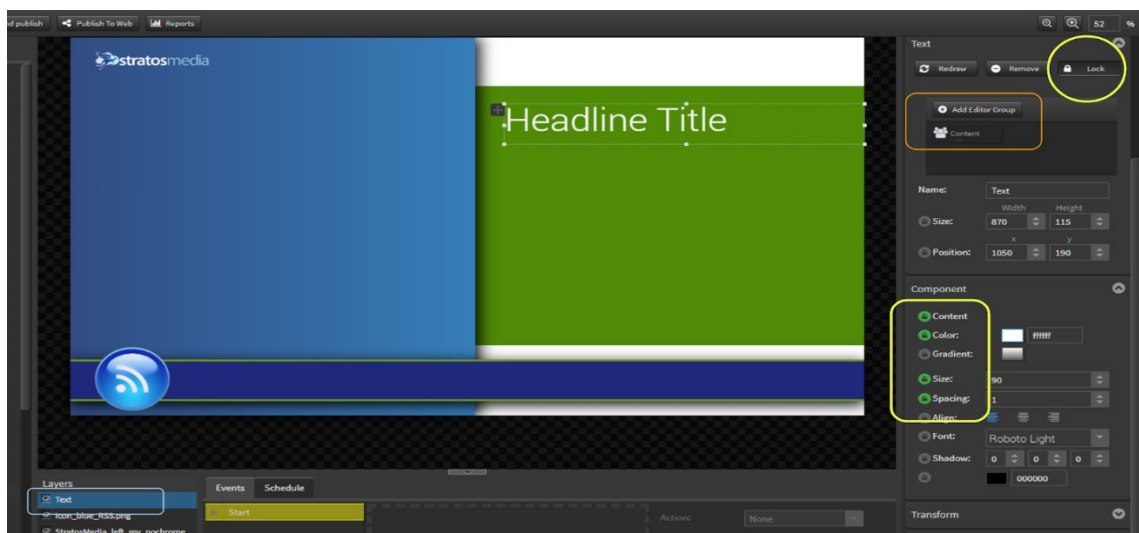 d publish Publish To Web Reports 52 %
stratosmedia
Headline Title
Text
Redraw Remove Lock
Add Editor Group
Content
Name: Text
Width Height
Size: 870 115
x y
Position: 1050 190
Component
Content
Color: ffffff
Gradient:
Size: 90
Spacing: 1
Align:
Font: Roboto Light
Shadow: 0 0 0
000000
Transform
Layers
Text
Icon_blue_RSS.png
Events Schedule
Start
Action: None